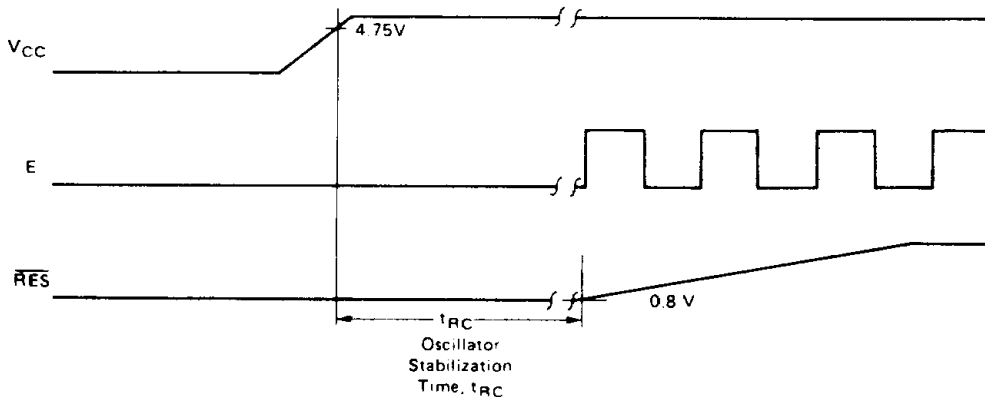 VCC
4.75V
E
RES
0.8 V
tRC
Oscillator
Stabilization
Time, tRC